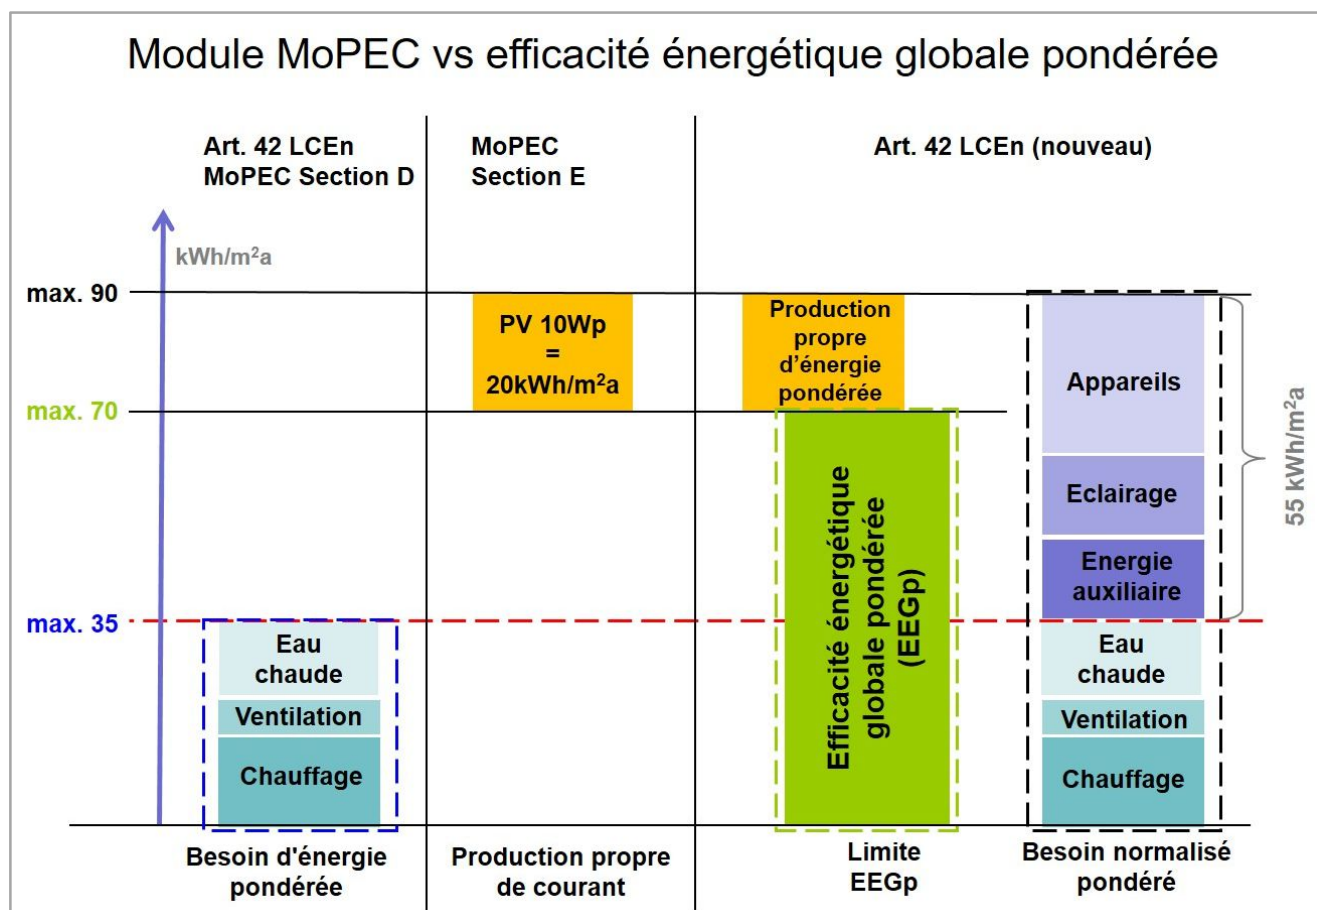 Module MoPEC vs efficacité énergétique globale pondérée
Art. 42 LCEn
MoPEC Section D
MoPEC
Section E
Art. 42 LCEn (nouveau)
kWh/m²a
max. 90
max. 70
max. 35
PV 10Wp
=
20kWh/m²a
Production
propre
d’énergie
pondérée
Appareils
Eclairage
Energie
auxiliaire
55 kWh/m²a
Efficacité énergétique
globale pondérée
(EEGp)
Eau
chaude
Ventilation
Chauffage
Eau
chaude
Ventilation
Chauffage
Besoin d'énergie
pondérée
Production propre
de courant
Limite
EEGp
Besoin normalisé
pondéré